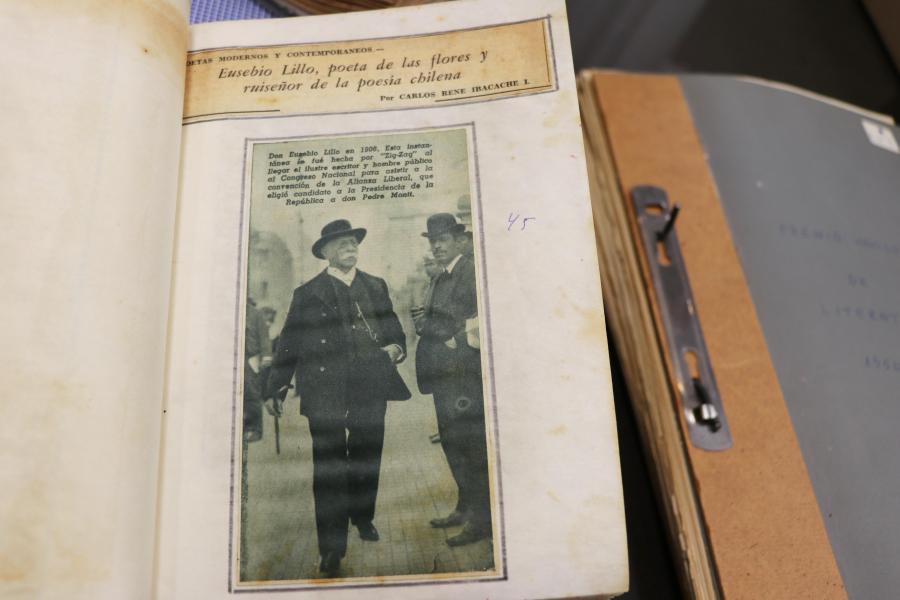 POETAS MODERNOS Y CONTEMPORANEOS.—
Eusebio Lillo, poeta de las flores y
ruiseñor de la poesía chilena
Por CARLOS RENE IBACACHE I.
Don Eusebio Lillo en 1906. Esta instan-
tánea le fué hecha por "Zig-Zag" al
llegar el ilustre escritor y hombre público
al Congreso Nacional para asistir a la
convención de la Alianza Liberal, que
eligió candidato a la Presidencia de la
República a don Pedro Montt.
45
PREMIO
DE